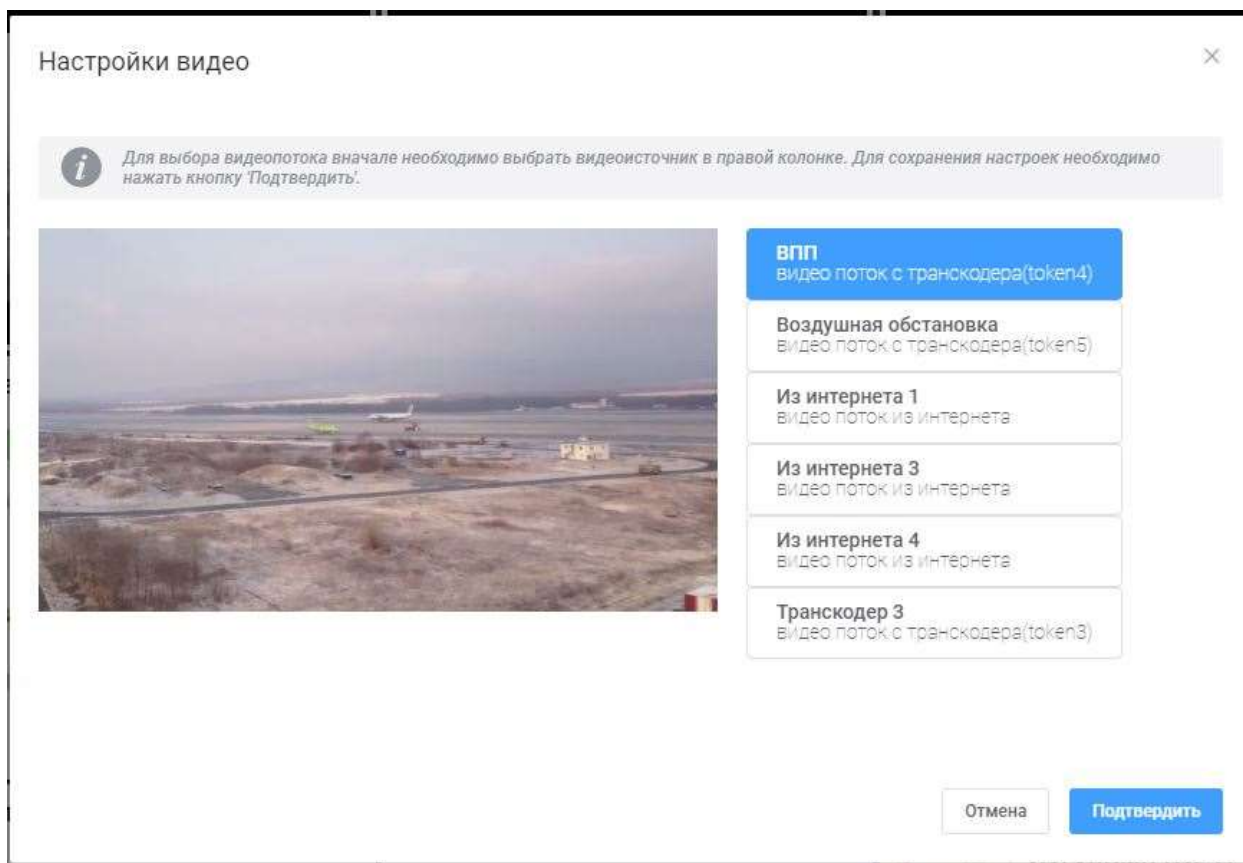 Настройки видео
Для выбора видеопотока вначале необходимо выбрать видеоисточник в правой колонке. Для сохранения настроек необходимо
нажать кнопку 'Подтвердить'.
ВПП
видео поток с транскодера(token4)
Воздушная обстановка
видео поток с транскодера(token5)
Из интернета 1
видео поток из интернета
Из интернета 3
видео поток из интернета
Из интернета 4
видео поток из интернета
Транскодер 3
видео поток с транскодера(token3)
Отмена
Подтвердить